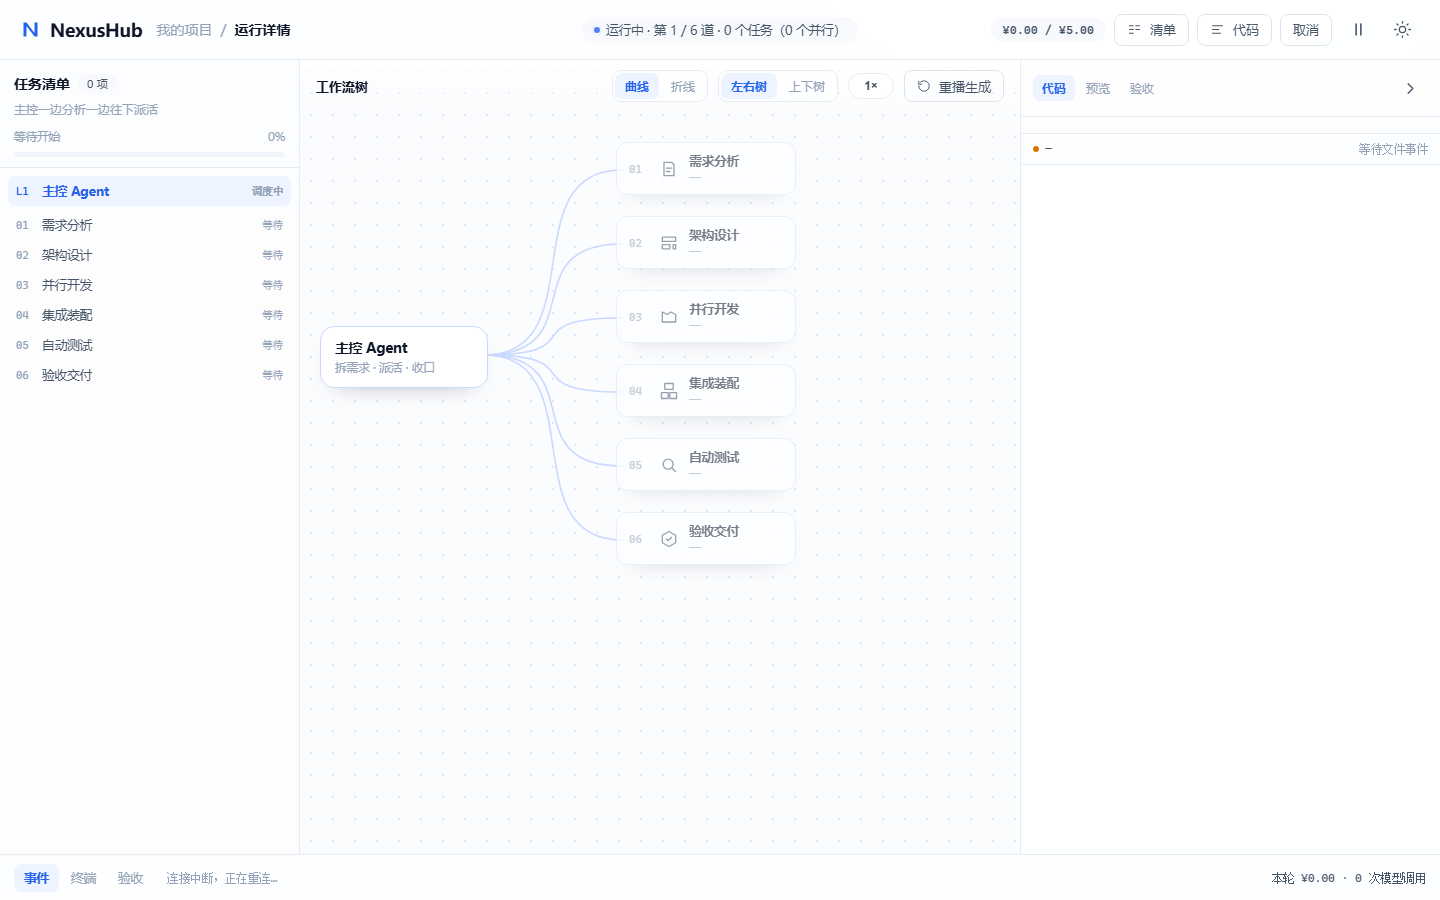 NexusHub 我的项目 / 运行详情
运行中 · 第 1 / 6 道 · 0 个任务（0 个并行）
¥0.00 / ¥5.00 清单 代码 取消
任务清单 0 项
主控一边分析一边往下派活
等待开始 0%
L1 主控 Agent 调度中
01 需求分析 等待
02 架构设计 等待
03 并行开发 等待
04 集成装配 等待
05 自动测试 等待
06 验收交付 等待
工作流树 曲线 折线 左右树 上下树 1× 重播生成
主控 Agent
拆需求 · 派活 · 收口
01 需求分析
—
02 架构设计
—
03 并行开发
—
04 集成装配
—
05 自动测试
—
06 验收交付
—
代码 预览 验收
— 等待文件事件
事件 终端 验收 连接中断，正在重连…
本轮 ¥0.00 · 0 次模型调用